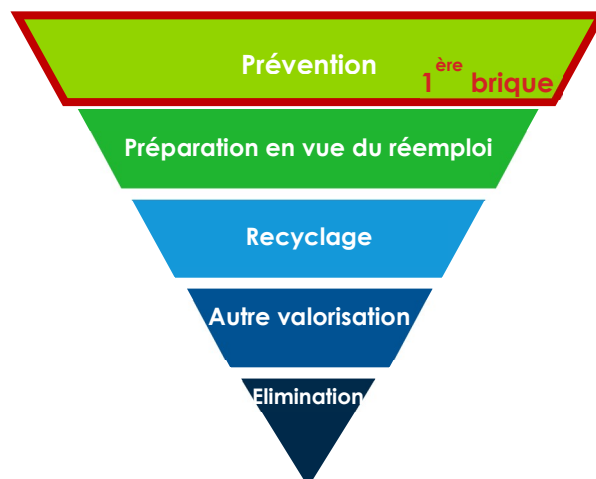 Prévention
1ère brique
Préparation en vue du réemploi
Recyclage
Autre valorisation
Elimination